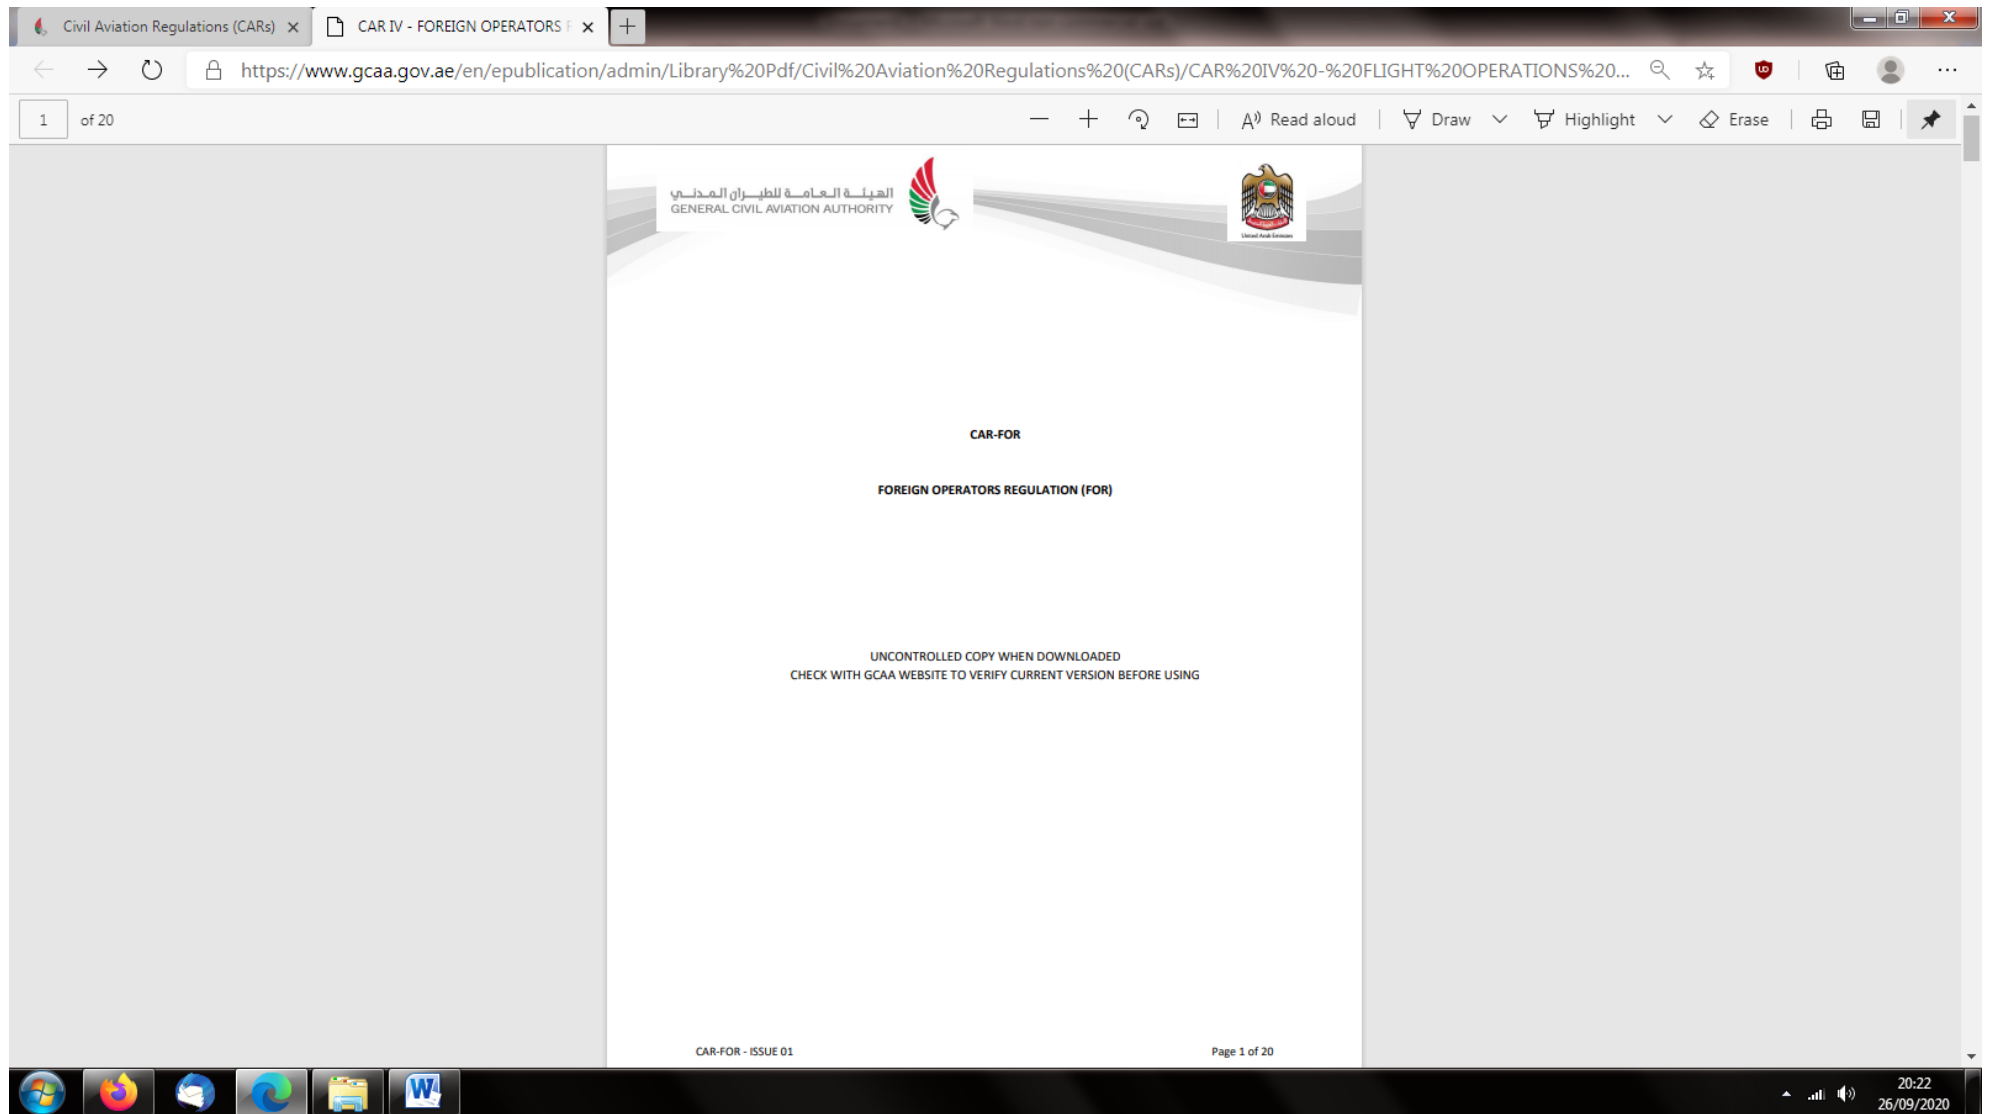 Civil Aviation Regulations (CARs)
CAR IV - FOREIGN OPERATORS
https://www.gcaa.gov.ae/en/epublication/admin/Library%20Pdf/Civil%20Aviation%20Regulations%20(CARs)/CAR%20IV%20-%20FLIGHT%20OPERATIONS%20...
1 of 20
Read aloud
Draw
Highlight
Erase
الهيئة العامة للطيران المدني
GENERAL CIVIL AVIATION AUTHORITY
United Arab Emirates
CAR-FOR
FOREIGN OPERATORS REGULATION (FOR)
UNCONTROLLED COPY WHEN DOWNLOADED
CHECK WITH GCAA WEBSITE TO VERIFY CURRENT VERSION BEFORE USING
CAR-FOR - ISSUE 01
Page 1 of 20
20:22
26/09/2020